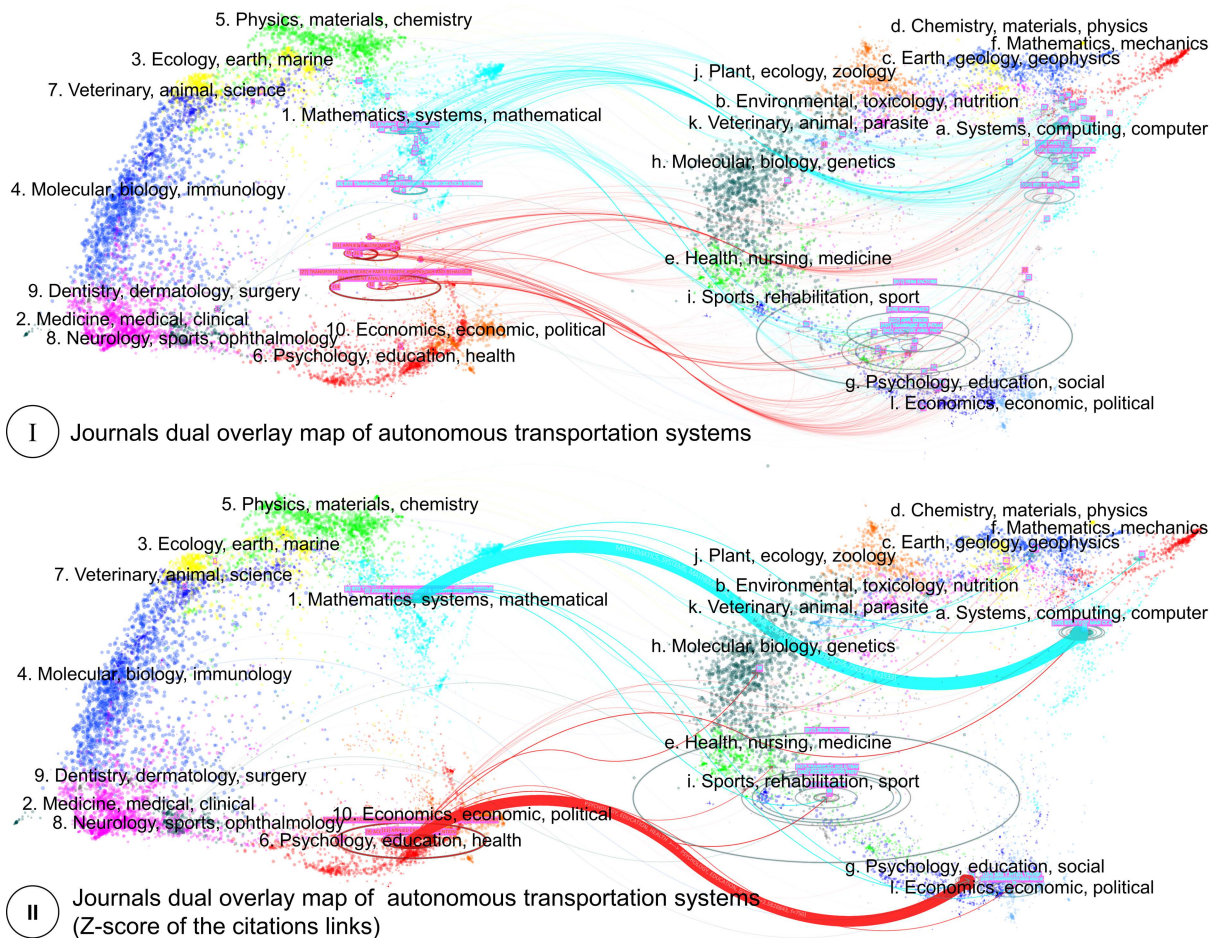 5. Physics, materials, chemistry
3. Ecology, earth, marine
7. Veterinary, animal, science
1. Mathematics, systems, mathematical
4. Molecular, biology, immunology
9. Dentistry, dermatology, surgery
2. Medicine, medical, clinical
8. Neurology, sports, ophthalmology
10. Economics, economic, political
6. Psychology, education, health
d. Chemistry, materials, physics
f. Mathematics, mechanics
c. Earth, geology, geophysics
j. Plant, ecology, zoology
b. Environmental, toxicology, nutrition
k. Veterinary, animal, parasite
a. Systems, computing, computer
h. Molecular, biology, genetics
e. Health, nursing, medicine
i. Sports, rehabilitation, sport
g. Psychology, education, social
l. Economics, economic, political
I
Journals dual overlay map of autonomous transportation systems
5. Physics, materials, chemistry
3. Ecology, earth, marine
7. Veterinary, animal, science
1. Mathematics, systems, mathematical
4. Molecular, biology, immunology
9. Dentistry, dermatology, surgery
2. Medicine, medical, clinical
8. Neurology, sports, ophthalmology
10. Economics, economic, political
6. Psychology, education, health
d. Chemistry, materials, physics
f. Mathematics, mechanics
c. Earth, geology, geophysics
j. Plant, ecology, zoology
b. Environmental, toxicology, nutrition
k. Veterinary, animal, parasite
a. Systems, computing, computer
h. Molecular, biology, genetics
e. Health, nursing, medicine
i. Sports, rehabilitation, sport
g. Psychology, education, social
l. Economics, economic, political
II
Journals dual overlay map of autonomous transportation systems
(Z-score of the citations links)